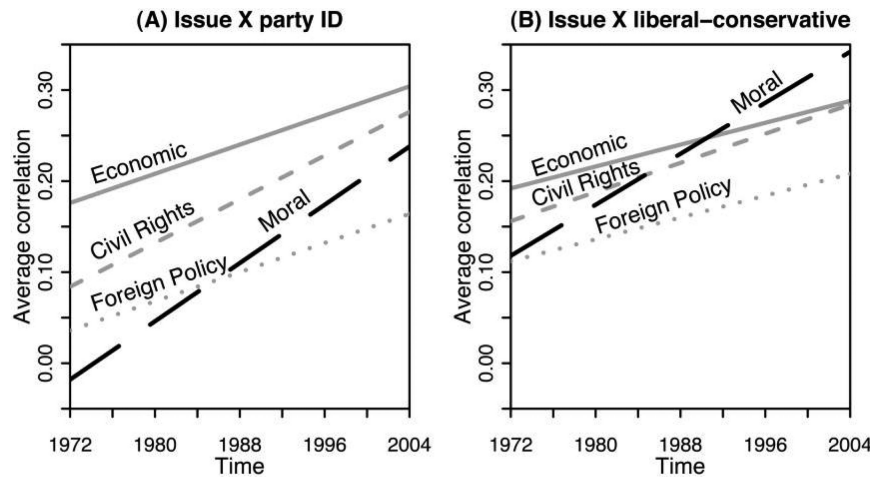 (A) Issue X party ID
Average correlation
0.30
0.20
0.10
0.00
Economic
Civil Rights
Moral
Foreign Policy
1972 1980 1988 1996 2004
Time
(B) Issue X liberal−conservative
Average correlation
0.30
0.20
0.10
0.00
Moral
Economic
Civil Rights
Foreign Policy
1972 1980 1988 1996 2004
Time